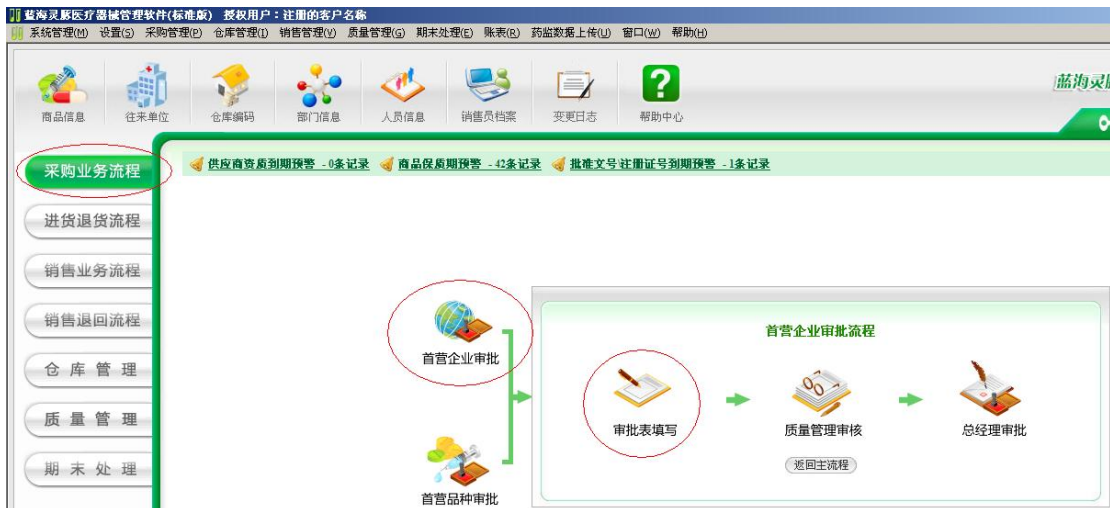 蓝海灵豚医疗器械管理软件(标准版) 授权用户：注册的客户名称
系统管理(M) 设置(S) 采购管理(P) 仓库管理(I) 销售管理(V) 质量管理(G) 期末处理(E) 账表(R) 药监数据上传(U) 窗口(W) 帮助(H)
商品信息 往来单位 仓库编码 部门信息 人员信息 销售员档案 变更日志 帮助中心
蓝海灵
采购业务流程
供应商资质到期预警 -0条记录 商品保质期预警 -42条记录 批准文号\注册证号到期预警 -1条记录
进货退货流程
销售业务流程
销售退回流程
仓库管理
质量管理
期末处理
首营企业审批
首营品种审批
首营企业审批流程
审批表填写 质量管理审核 总经理审批
返回主流程